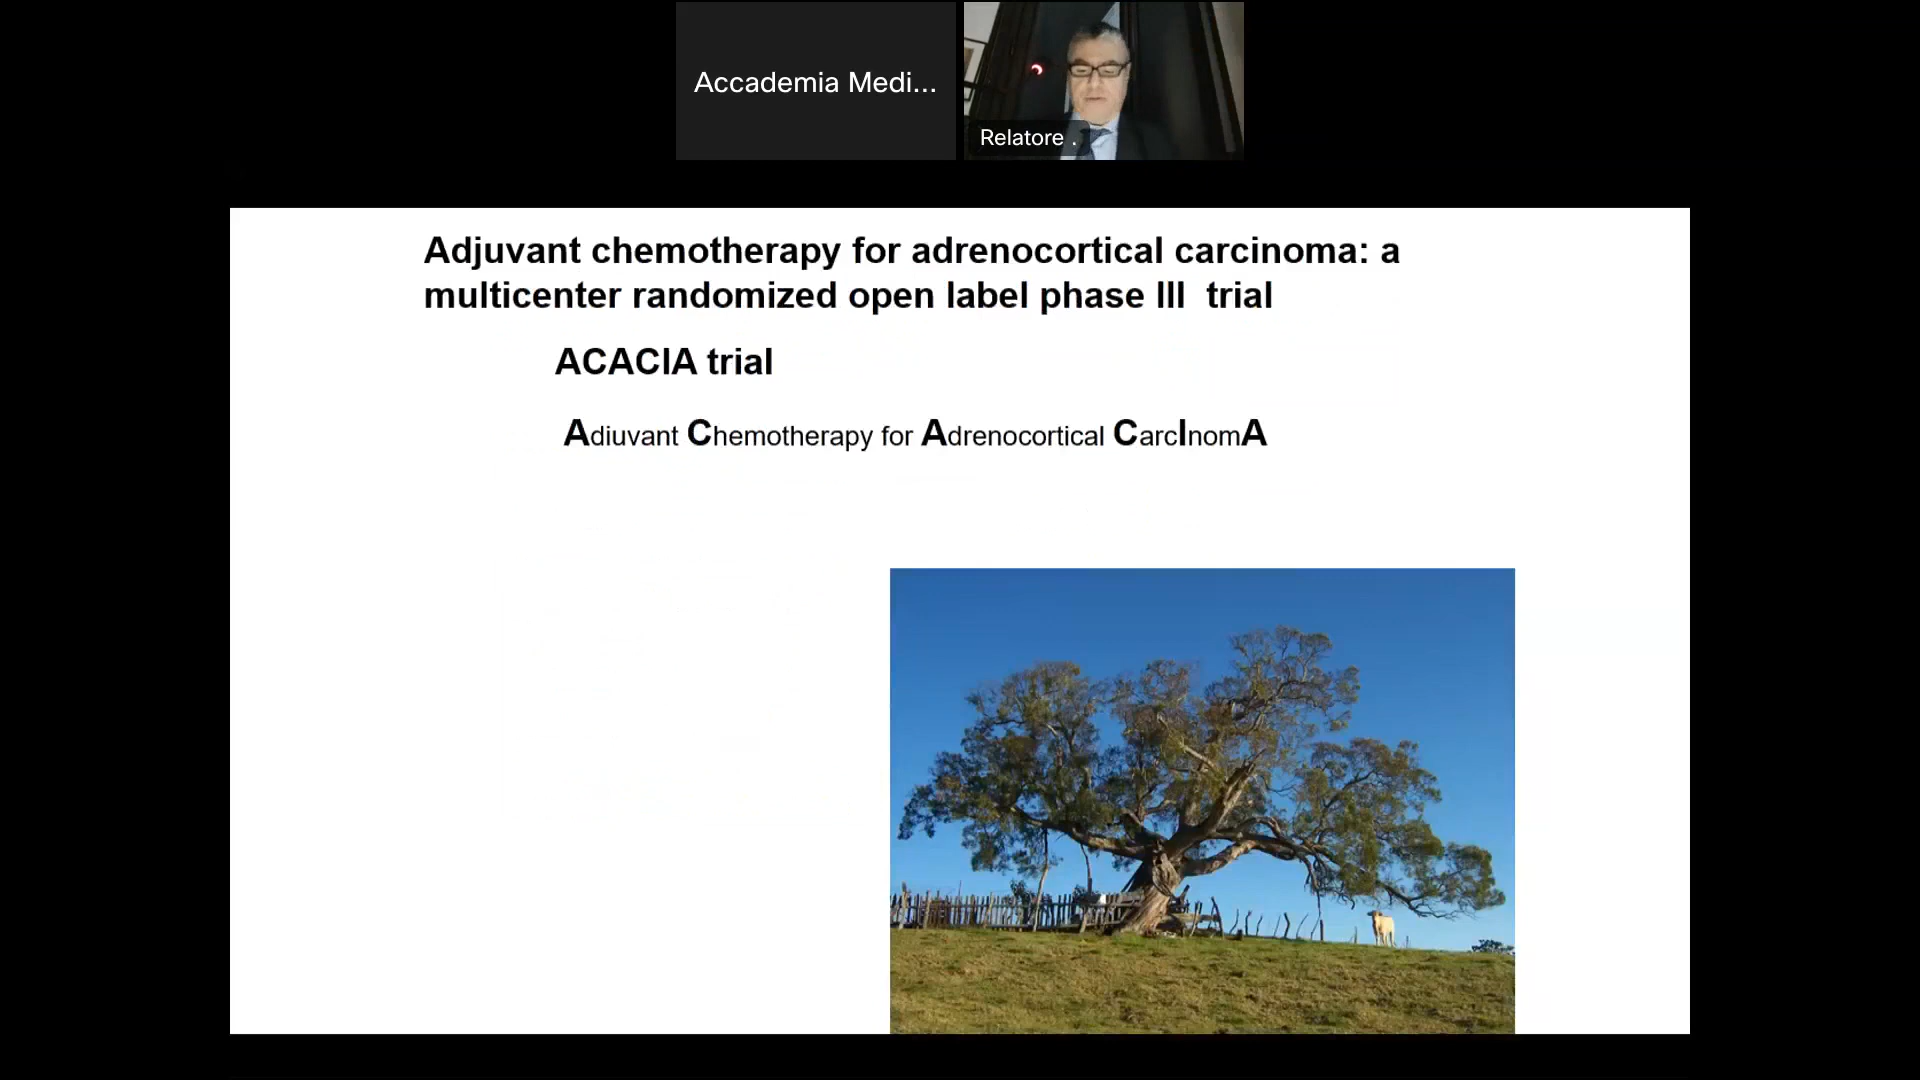 Accademia Medi...
Relatore .
Adjuvant chemotherapy for adrenocortical carcinoma: a
multicenter randomized open label phase III trial
ACACIA trial
Adiuvant Chemotherapy for Adrenocortical CarcInomA